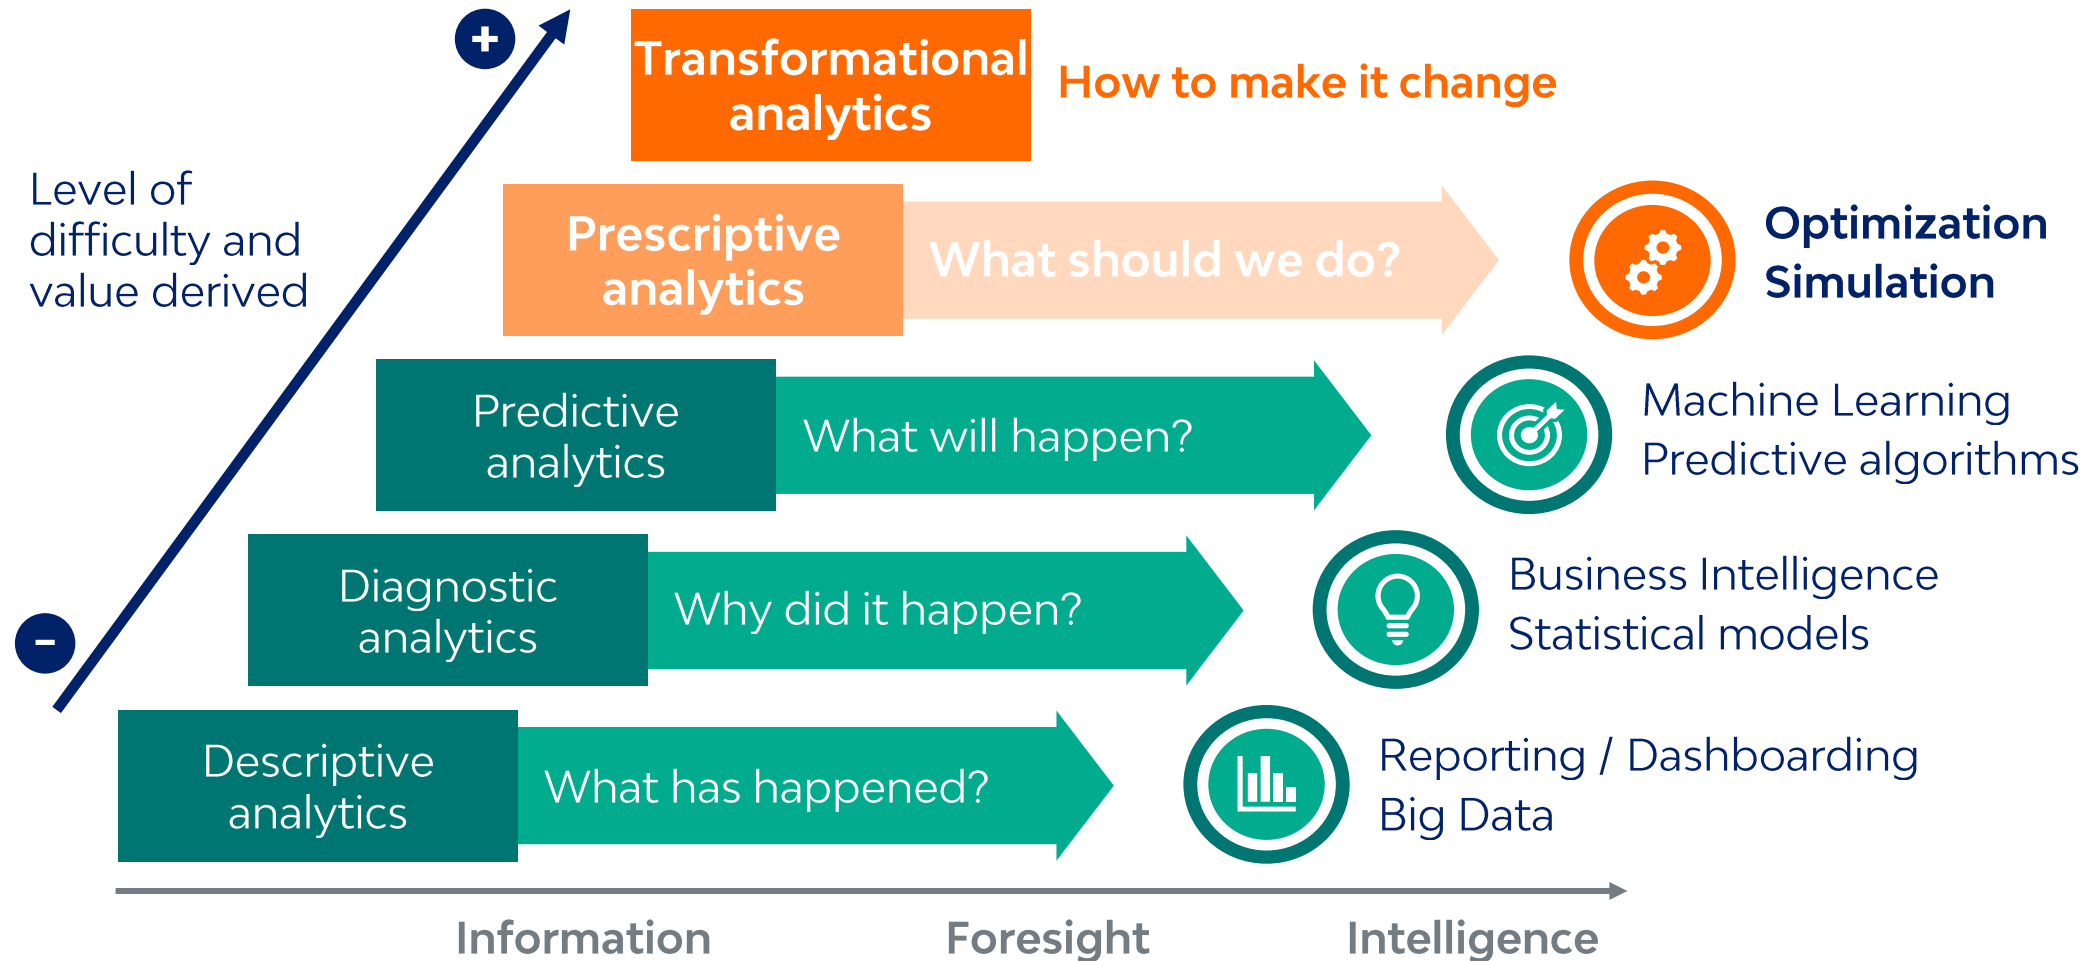 +
Transformational
analytics
How to make it change
Level of
difficulty and
value derived
Prescriptive
analytics
What should we do?
Optimization
Simulation
Predictive
analytics
What will happen?
Machine Learning
Predictive algorithms
Diagnostic
analytics
Why did it happen?
Business Intelligence
Statistical models
-
Descriptive
analytics
What has happened?
Reporting / Dashboarding
Big Data
Information
Foresight
Intelligence